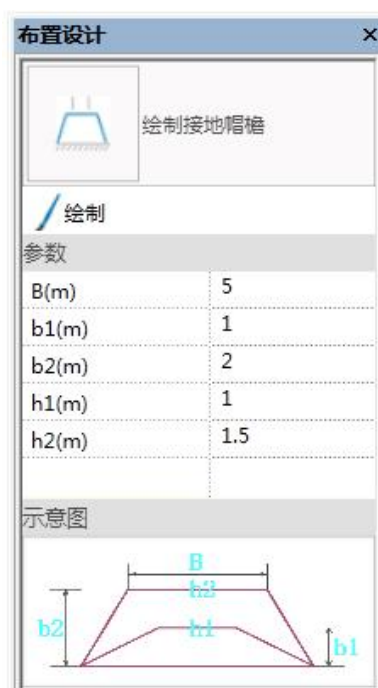 布置设计
绘制接地帽檐
绘制
参数
B(m) 5
b1(m) 1
b2(m) 2
h1(m) 1
h2(m) 1.5
示意图
B
h2
b2 h1 b1